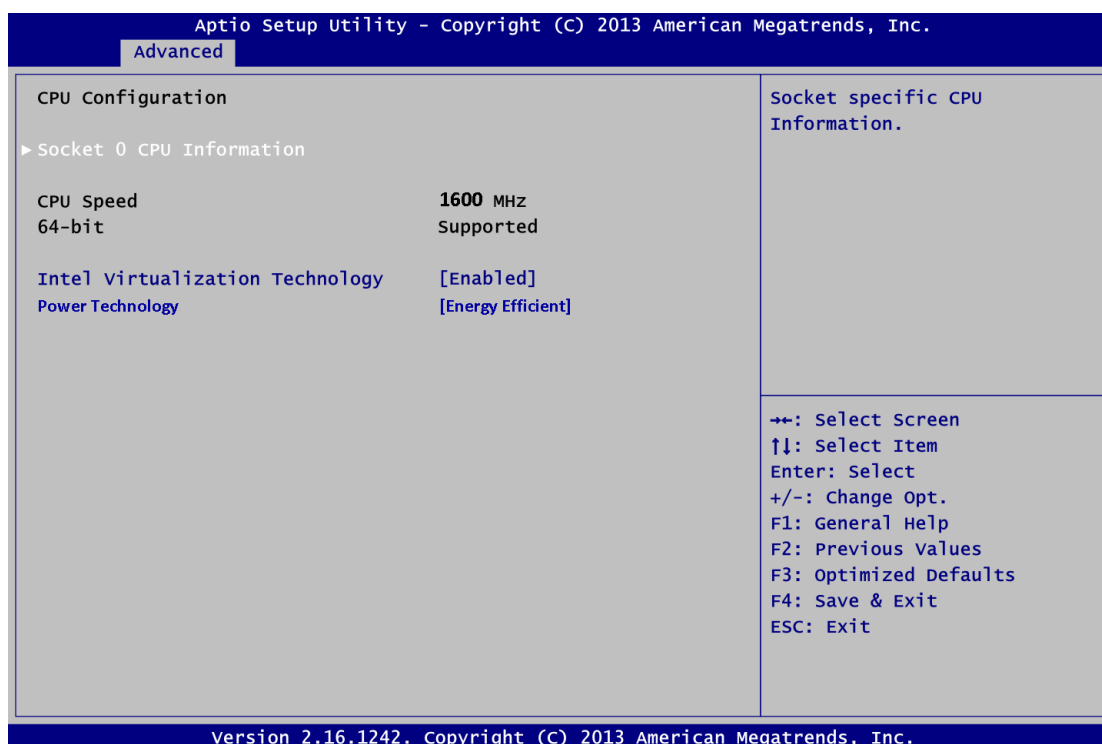 Aptio Setup Utility - Copyright (C) 2013 American Megatrends, Inc.
Advanced
CPU Configuration
►Socket 0 CPU Information
CPU Speed 1600 MHz
64-bit Supported
Intel Virtualization Technology [Enabled]
Power Technology [Energy Efficient]
Socket specific CPU
Information.
→←: Select Screen
↑↓: Select Item
Enter: Select
+/-: Change Opt.
F1: General Help
F2: Previous Values
F3: Optimized Defaults
F4: Save & Exit
ESC: Exit
Version 2.16.1242. Copyright (C) 2013 American Megatrends, Inc.